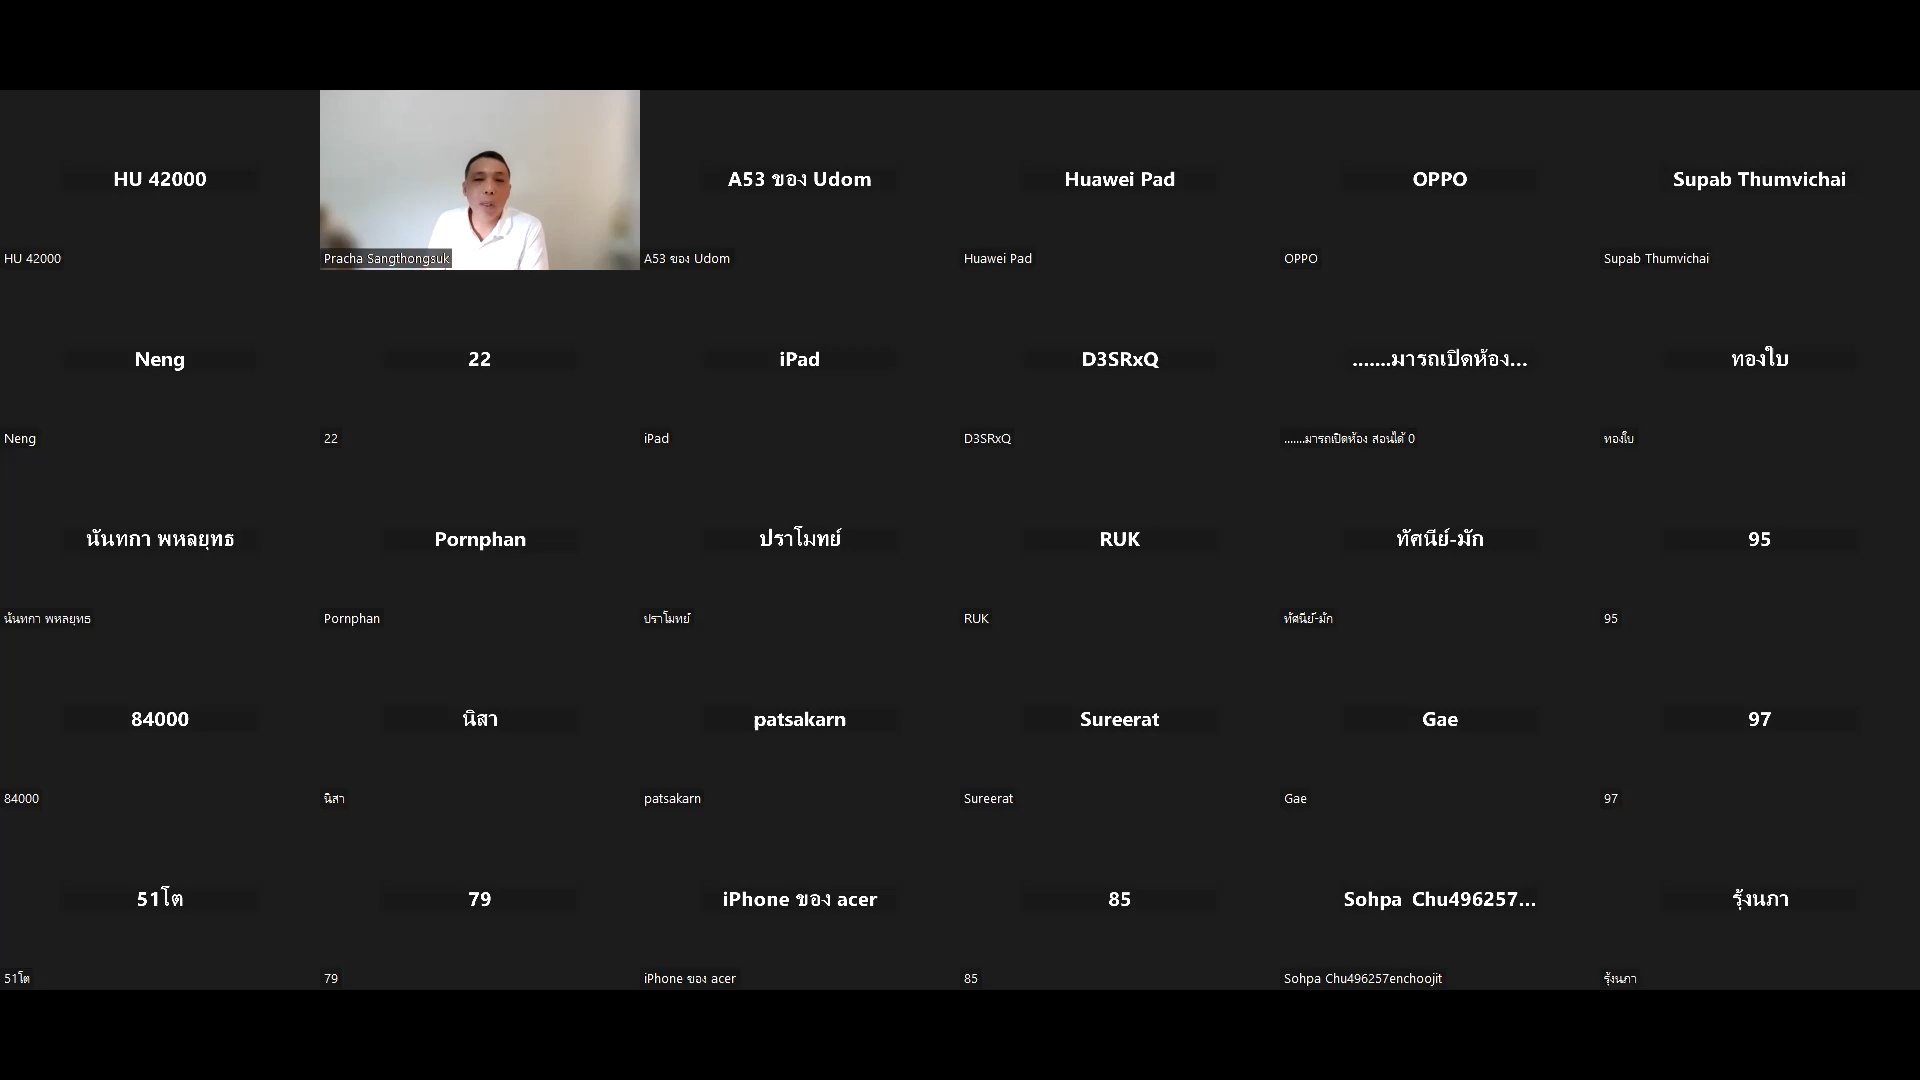 HU 42000
HU 42000
Pracha Sangthongsuk
A53 ของ Udom
A53 ของ Udom
Huawei Pad
Huawei Pad
OPPO
OPPO
Supab Thumvichai
Supab Thumvichai
Neng
Neng
22
22
iPad
iPad
D3SRxQ
D3SRxQ
.......มารถเปิดห้อง...
.......มารถเปิดห้อง สอนได้ 0
ทองใบ
ทองใบ
นันทกา พหลยุทธ
นันทกา พหลยุทธ
Pornphan
Pornphan
ปราโมทย์
ปราโมทย์
RUK
RUK
ทัศนีย์-มัก
ทัศนีย์-มัก
95
95
84000
84000
นิสา
นิสา
patsakarn
patsakarn
Sureerat
Sureerat
Gae
Gae
97
97
51โต
51โต
79
79
iPhone ของ acer
iPhone ของ acer
85
85
Sohpa Chu496257...
Sohpa Chu496257enchoojit
รุ้งนภา
รุ้งนภา